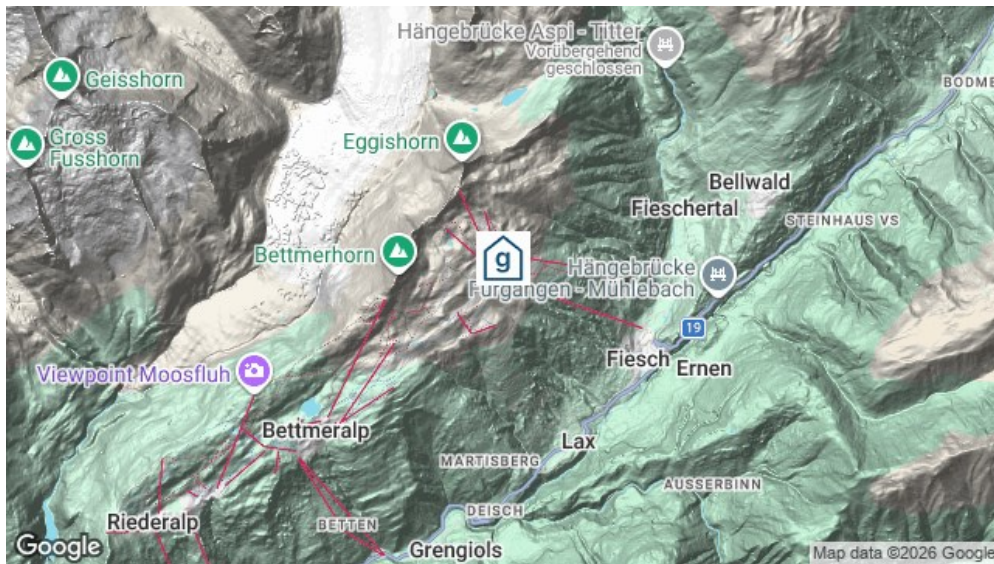 Hängebrücke Aspi - Titter
Vorübergehend
geschlossen
Geisshorn
BODME
Eggishorn
Gross
Fusshorn
Bellwald
Fieschertal
STEINHAUS VS
Bettmerhorn
g
Hängebrücke
Fürgangen - Mühlebach
19
Fiesch
Ernen
Viewpoint Moosfluh
Bettmeralp
Lax
MARTISBERG
AUSSERBINN
DEISCH
Riederalp
BETTEN
Grengiols
Google
Map data ©2026 Google